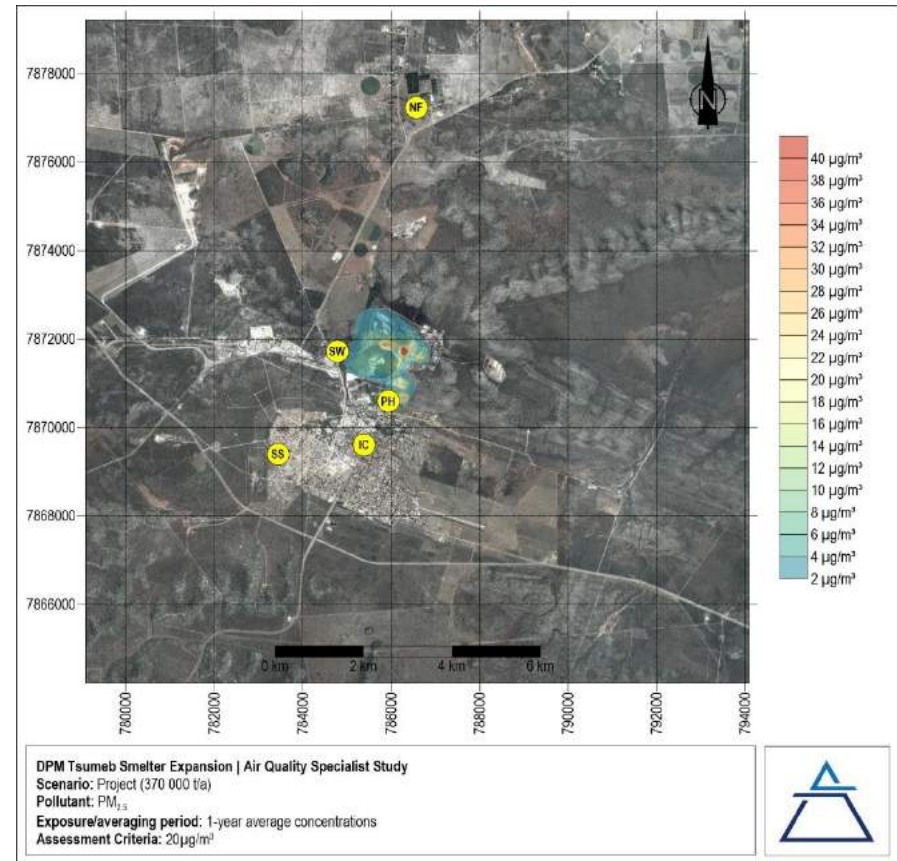 7878000
7876000
7874000
7872000
7870000
7868000
7866000
NF
N
SW
PH
IC
SS
0 km 2 km 4 km 6 km
780000 782000 784000 786000 788000 790000 792000 794000
40 µg/m³
38 µg/m³
36 µg/m³
34 µg/m³
32 µg/m³
30 µg/m³
28 µg/m³
26 µg/m³
24 µg/m³
22 µg/m³
20 µg/m³
18 µg/m³
16 µg/m³
14 µg/m³
12 µg/m³
10 µg/m³
8 µg/m³
6 µg/m³
4 µg/m³
2 µg/m³
DPM Tsumeb Smelter Expansion | Air Quality Specialist Study
Scenario: Project (370 000 t/a)
Pollutant: PM₂.₅
Exposure/averaging period: 1-year average concentrations
Assessment Criteria: 20µg/m³